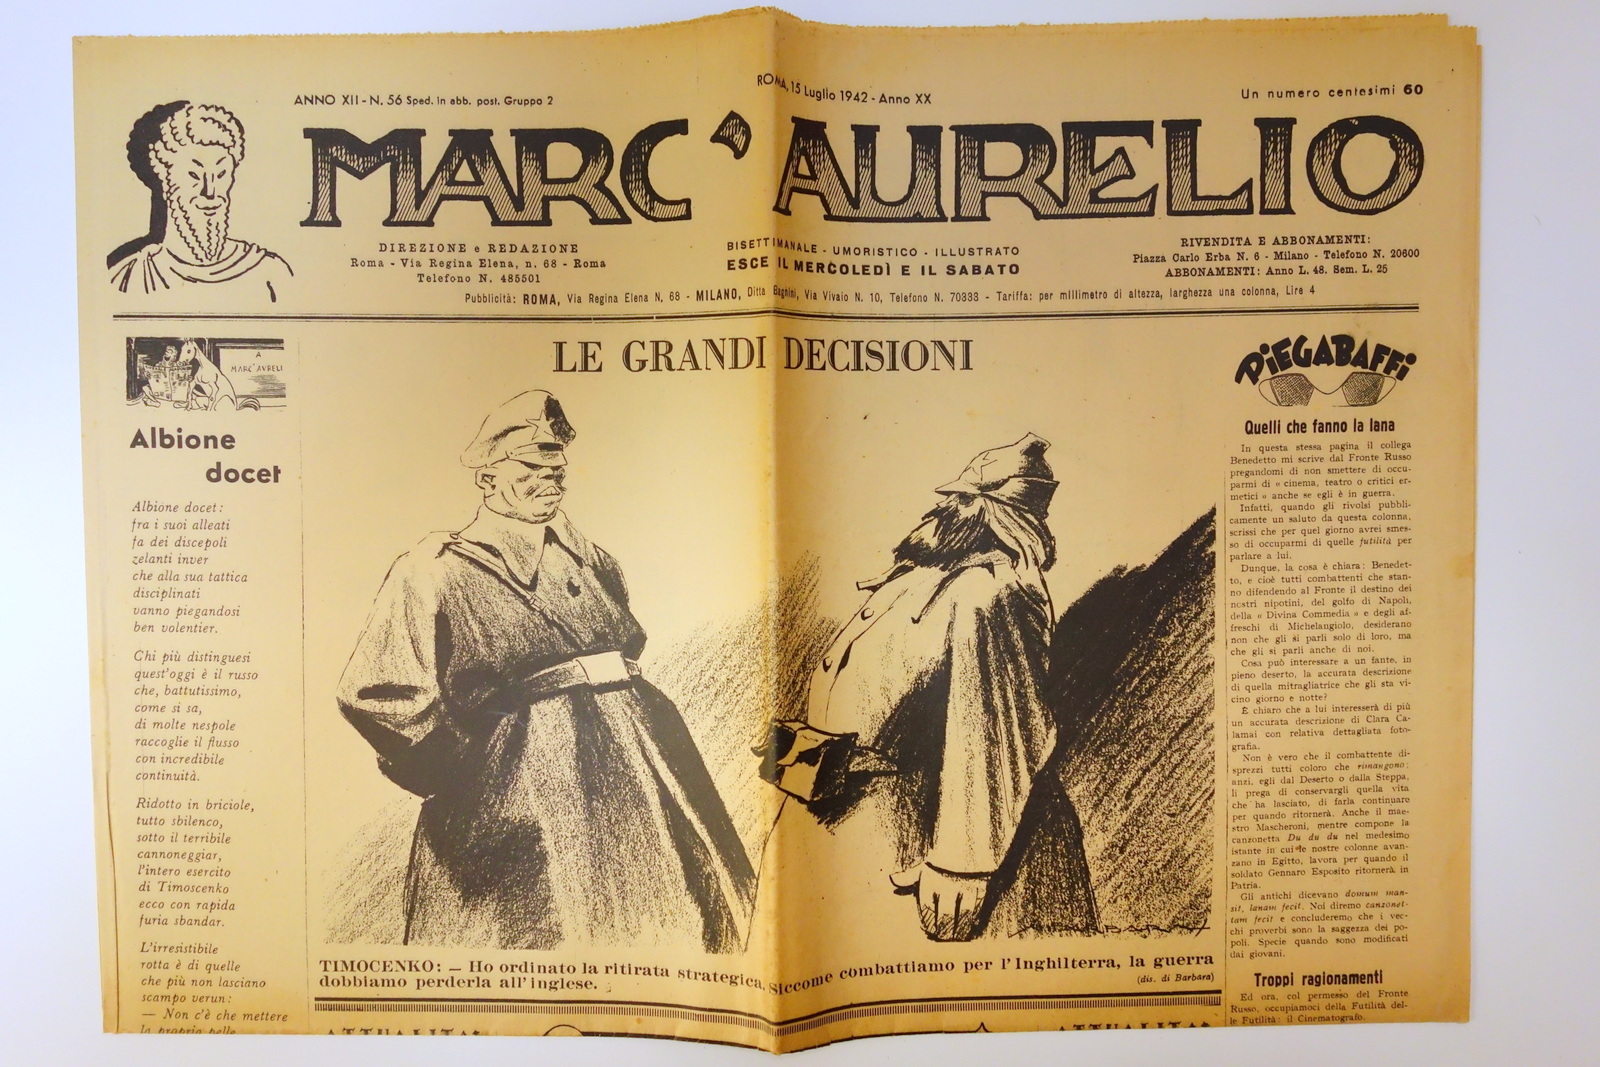 ANNO XII - N. 56 Sped. in abb. post. Gruppo 2
ROMA, 15 Luglio 1942 - Anno XX
Un numero centesimi 60
MARC'AURELIO
DIREZIONE e REDAZIONE
Roma - Via Regina Elena, n. 68 - Roma
Telefono N. 485501
BISETTIMANALE - UMORISTICO - ILLUSTRATO
ESCE IL MERCOLEDÌ E IL SABATO
RIVENDITA E ABBONAMENTI:
Piazza Carlo Erba N. 6 - Milano - Telefono N. 20600
ABBONAMENTI: Anno L. 48. Sem. L. 25
Pubblicità: ROMA, Via Regina Elena N. 68 - MILANO, Ditta Bagnini, Via Vivaio N. 10, Telefono N. 70333 - Tariffa: per millimetro di altezza, larghezza una colonna, Lire 4
A
MARC'AURELI
Albione
docet
Albione docet:
fra i suoi alleati
fa dei discepoli
zelanti inver
che alla sua tattica
disciplinati
vanno piegandosi
ben volentier.
Chi più distinguesi
quest'oggi è il russo
che, battutissimo,
come si sa,
di molte nespole
raccoglie il flusso
con incredibile
continuità.
Ridotto in briciole,
tutto sbilenco,
sotto il terribile
cannoneggiar,
l'intero esercito
di Timoscenko
ecco con rapida
furia sbandar.
L'irresistibile
rotta è di quelle
che più non lasciano
scampo verun:
— Non c'è che mettere
la propria pelle
LE GRANDI DECISIONI
TIMOCENKO: — Ho ordinato la ritirata strategica. Siccome combattiamo per l'Inghilterra, la guerra
dobbiamo perderla all'inglese.
(dis. di Barbara)
ATTUALITA'
ATTUALITA'
PIEGABAFFI
Quelli che fanno la lana
In questa stessa pagina il collega
Benedetto mi scrive dal Fronte Russo
pregandomi di non smettere di occu-
parmi di « cinema, teatro o critici er-
metici » anche se egli è in guerra.
Infatti, quando gli rivolsi pubbli-
camente un saluto da questa colonna,
scrissi che per quel giorno avrei smes-
so di occuparmi di quelle futilità per
parlare a lui.
Dunque, la cosa è chiara: Benedet-
to, e cioè tutti combattenti che stan-
no difendendo al Fronte il destino dei
nostri nipotini, del golfo di Napoli,
della « Divina Commedia » e degli af-
freschi di Michelangiolo, desiderano
non che gli si parli solo di loro, ma
che gli si parli anche di noi.
Cosa può interessare a un fante, in
pieno deserto, la accurata descrizione
di quella mitragliatrice che gli sta vi-
cino giorno e notte?
È chiaro che a lui interesserà di più
un accurata descrizione di Clara Ca-
lamai con relativa dettagliata foto-
grafia.
Non è vero che il combattente di-
sprezzi tutti coloro che rimangono;
anzi, egli dal Deserto o dalla Steppa,
li prega di conservargli quella vita
che ha lasciato, di farla continuare
per quando ritornerà. Anche il mae-
stro Mascheroni, mentre compone la
canzonetta Du du du nel medesimo
istante in cui le nostre colonne avan-
zano in Egitto, lavora per quando il
soldato Gennaro Esposito ritornerà in
Patria.
Gli antichi dicevano domum man-
sit, lanam fecit. Noi diremo canzonet-
tam fecit e concluderemo che i vec-
chi proverbi sono la saggezza dei po-
poli. Specie quando sono modificati
dai giovani.
Troppi ragionamenti
Ed ora, col permesso del Fronte
Russo, occupiamoci della Futilità del-
le Futilità: il Cinematografo.